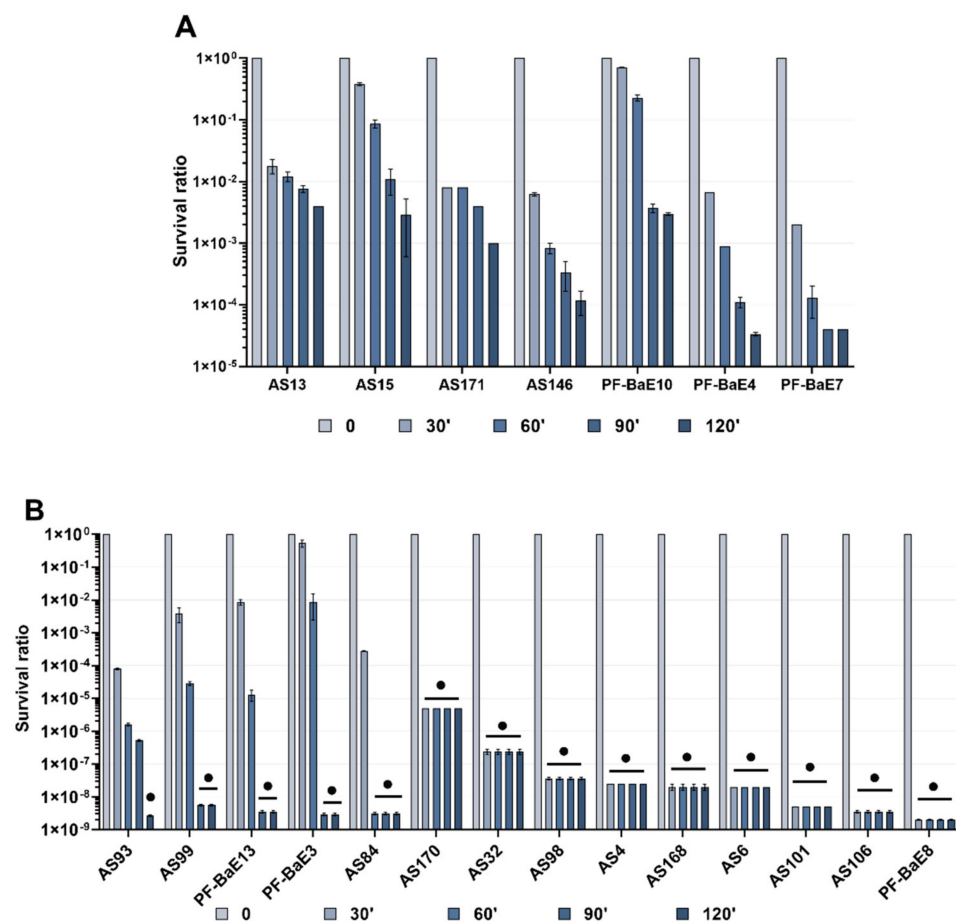 A
Survival ratio
1×10⁰
1×10⁻¹
1×10⁻²
1×10⁻³
1×10⁻⁴
1×10⁻⁵
AS13 AS15 AS171 AS146 PF-BaE10 PF-BaE4 PF-BaE7
0 30' 60' 90' 120'
B
Survival ratio
1×10⁰
1×10⁻¹
1×10⁻²
1×10⁻³
1×10⁻⁴
1×10⁻⁵
1×10⁻⁶
1×10⁻⁷
1×10⁻⁸
1×10⁻⁹
AS93 AS99 PF-BaE13 PF-BaE3 AS84 AS170 AS32 AS98 AS4 AS168 AS6 AS101 AS106 PF-BaE8
0 30' 60' 90' 120'